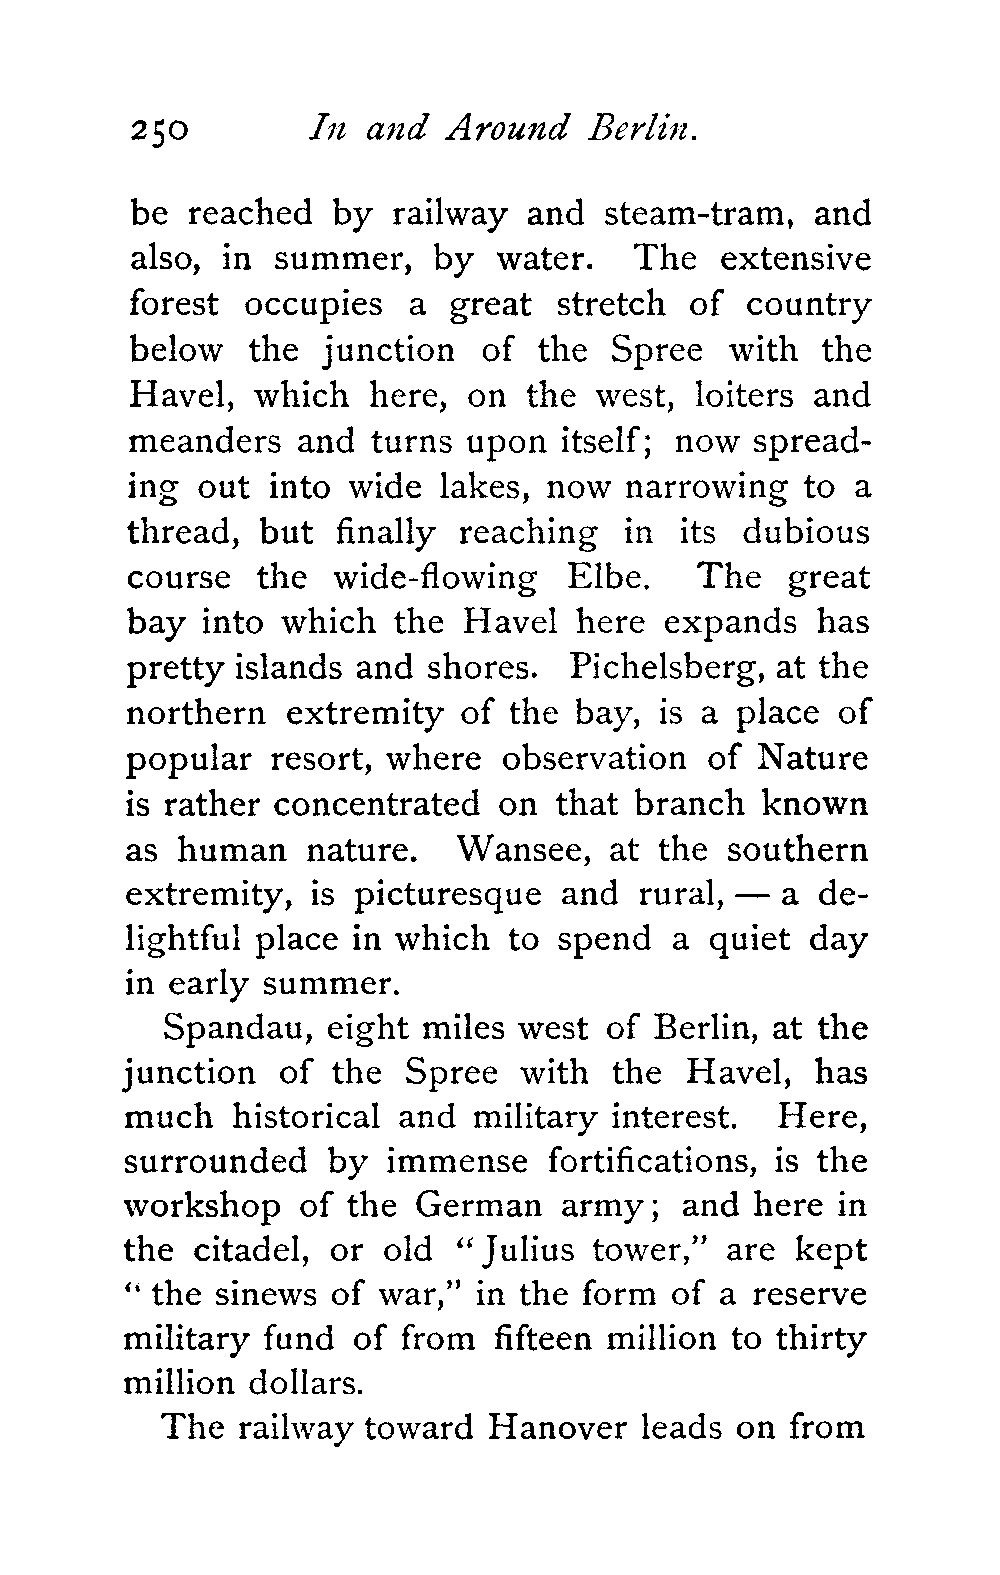 250 In and Around Berlin.
be reached by railway and steam-tram, and
also, in summer, by water. The extensive
forest occupies a great stretch of country
below the junction of the Spree with the
Havel, which here, on the west, loiters and
meanders and turns upon itself; now spread-
ing out into wide lakes, now narrowing to a
thread, but finally reaching in its dubious
course the wide-flowing Elbe. The great
bay into which the Havel here expands has
pretty islands and shores. Pichelsberg, at the
northern extremity of the bay, is a place of
popular resort, where observation of Nature
is rather concentrated on that branch known
as human nature. Wansee, at the southern
extremity, is picturesque and rural, — a de-
lightful place in which to spend a quiet day
in early summer.
Spandau, eight miles west of Berlin, at the
junction of the Spree with the Havel, has
much historical and military interest. Here,
surrounded by immense fortifications, is the
workshop of the German army; and here in
the citadel, or old “Julius tower,” are kept
“the sinews of war,” in the form of a reserve
military fund of from fifteen million to thirty
million dollars.
The railway toward Hanover leads on from